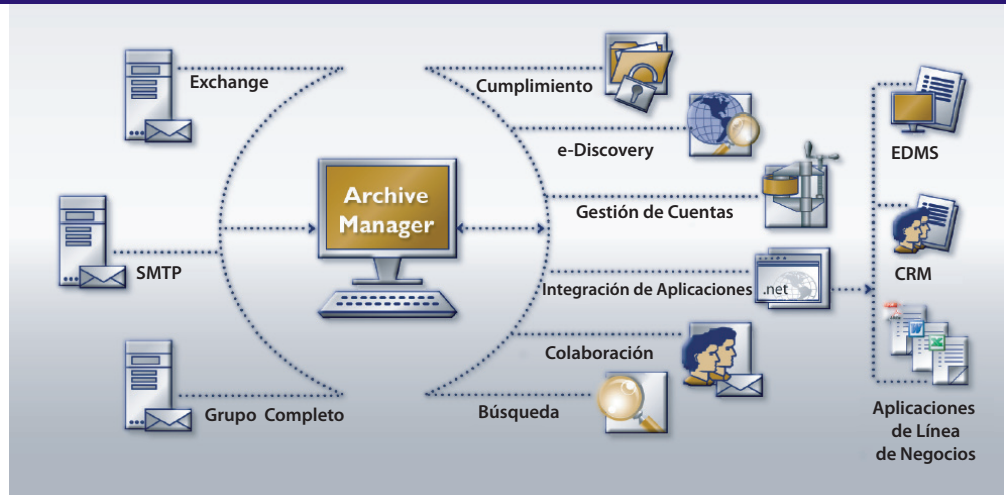 Exchange
SMTP
Grupo Completo
Archive
Manager
Cumplimiento
e-Discovery
Gestión de Cuentas
Integración de Aplicaciones
.net
Colaboración
Búsqueda
EDMS
CRM
W
X
Aplicaciones
de Línea
de Negocios